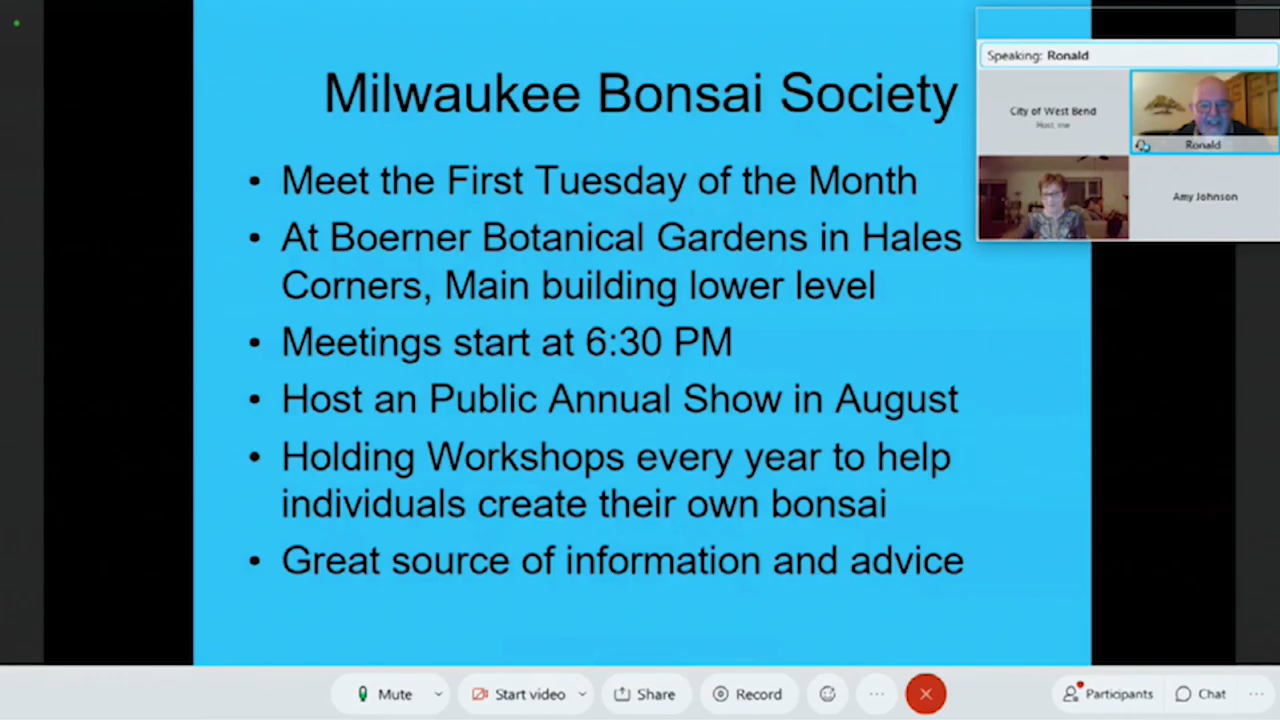 Milwaukee Bonsai Society
• Meet the First Tuesday of the Month
• At Boerner Botanical Gardens in Hales
Corners, Main building lower level
• Meetings start at 6:30 PM
• Host an Public Annual Show in August
• Holding Workshops every year to help
individuals create their own bonsai
• Great source of information and advice
Speaking: Ronald
City of West Bend
Host, me
Ronald
Amy Johnson
Mute
Start video
Share
Record
Participants
Chat